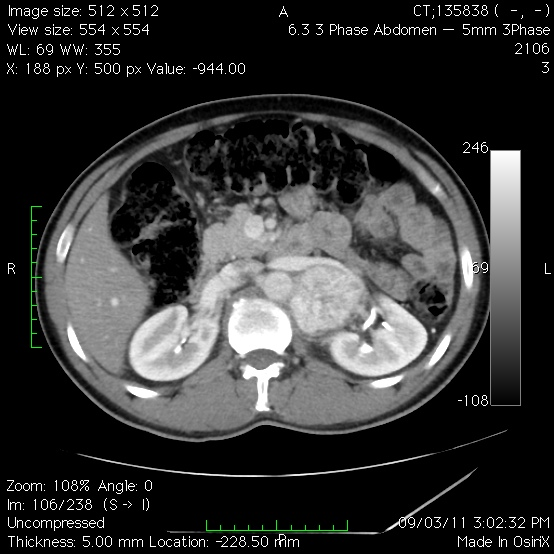 Image size: 512 x 512
View size: 554 x 554
WL: 69 WW: 355
X: 188 px Y: 500 px Value: -944.00
A
CT;135838 ( -, -)
6.3 3 Phase Abdomen — 5mm 3Phase
2106
3
246
R
69
L
-108
Zoom: 108% Angle: 0
Im: 106/238 (S -> I)
Uncompressed
Thickness: 5.00 mm Location: -228.50 mm
P
09/03/11 3:02:32 PM
Made In OsiriX